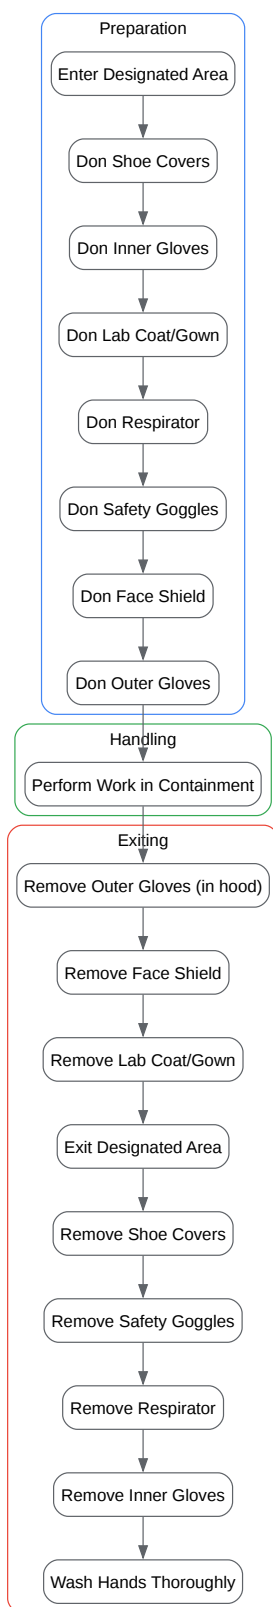 Preparation
Enter Designated Area
Don Shoe Covers
Don Inner Gloves
Don Lab Coat/Gown
Don Respirator
Don Safety Goggles
Don Face Shield
Don Outer Gloves
Handling
Perform Work in Containment
Exiting
Remove Outer Gloves (in hood)
Remove Face Shield
Remove Lab Coat/Gown
Exit Designated Area
Remove Shoe Covers
Remove Safety Goggles
Remove Respirator
Remove Inner Gloves
Wash Hands Thoroughly